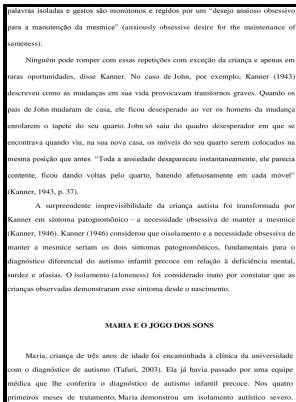 palavras isoladas e gestos são monótonos e regidos por um "desejo ansioso obsessivo
para a manutenção da mesmice" (anxiously obsessive desire for the maintenance of
sameness).
Ninguém pode romper com essas repetições com exceção da criança e apenas em
raras oportunidades, disse Kanner. No caso de John, por exemplo, Kanner (1943)
descreveu como as mudanças em sua vida provocavam transtornos graves. Quando os
pais de John mudaram de casa, ele ficou desesperado ao ver os homens da mudança
enrolarem o tapete do seu quarto. John só saiu do quadro desesperador em que se
encontrava quando viu, na sua nova casa, os móveis do seu quarto serem colocados na
mesma posição que antes. "Toda a ansiedade desapareceu instantaneamente, ele parecia
contente, ficou dando voltas pelo quarto, batendo afetuosamente em cada móvel"
(Kanner, 1943, p. 37).
A surpreendente imprevisibilidade da criança autista foi transformada por
Kanner em sintoma patognomônico – a necessidade obsessiva de manter a mesmice
(Kanner, 1946). Kanner (1946) considerou que oisolamento e a necessidade obsessiva de
manter a mesmice seriam os dois sintomas patognomônicos, fundamentais para o
diagnóstico diferencial do autismo infantil precoce em relação à deficiência mental,
surdez e afasias. O isolamento (aloneness) foi considerado inato por constatar que as
crianças observadas demonstraram esse sintoma desde o nascimento.
MARIA E O JOGO DOS SONS
Maria, criança de três anos de idade foi encaminhada à clínica da universidade
com o diagnóstico de autismo (Tafuri, 2003). Ela já havia passado por uma equipe
médica que lhe conferira o diagnóstico de autismo infantil precoce. Nos quatro
primeiros meses de tratamento, Maria demonstrou um isolamento autístico severo.